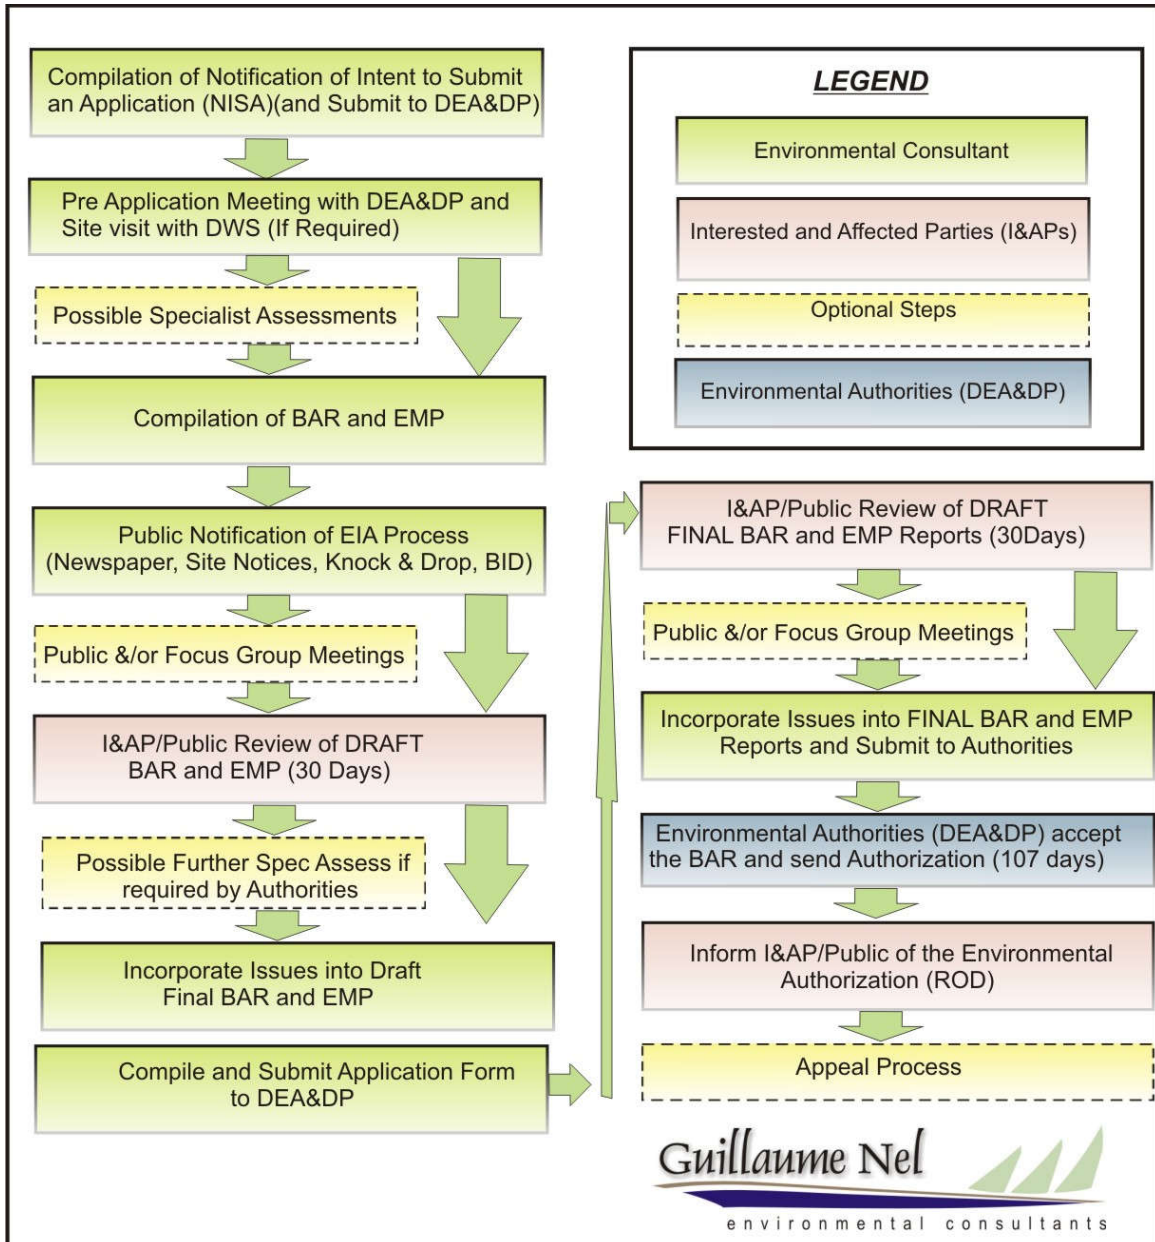 Compilation of Notification of Intent to Submit
an Application (NISA)(and Submit to DEA&DP)
Pre Application Meeting with DEA&DP and
Site visit with DWS (If Required)
Possible Specialist Assessments
Compilation of BAR and EMP
Public Notification of EIA Process
(Newspaper, Site Notices, Knock & Drop, BID)
Public &/or Focus Group Meetings
I&AP/Public Review of DRAFT
BAR and EMP (30 Days)
Possible Further Spec Assess if
required by Authorities
Incorporate Issues into Draft
Final BAR and EMP
Compile and Submit Application Form
to DEA&DP
LEGEND
Environmental Consultant
Interested and Affected Parties (I&APs)
Optional Steps
Environmental Authorities (DEA&DP)
I&AP/Public Review of DRAFT
FINAL BAR and EMP Reports (30Days)
Public &/or Focus Group Meetings
Incorporate Issues into FINAL BAR and EMP
Reports and Submit to Authorities
Environmental Authorities (DEA&DP) accept
the BAR and send Authorization (107 days)
Inform I&AP/Public of the Environmental
Authorization (ROD)
Appeal Process
Guillaume Nel
environmental consultants